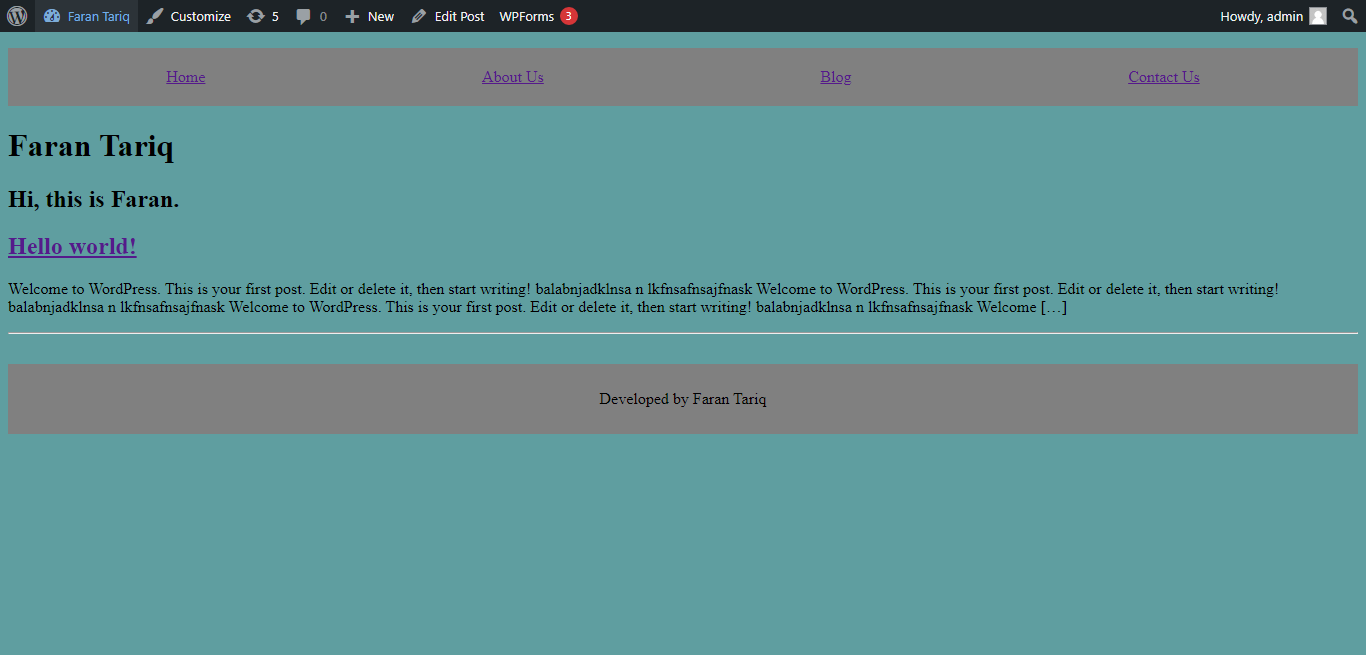 Faran Tariq Customize 5 0 New Edit Post WPForms 3 Howdy, admin
Home About Us Blog Contact Us
Faran Tariq
Hi, this is Faran.
Hello world!
Welcome to WordPress. This is your first post. Edit or delete it, then start writing! balabnjadklnsa n lkfnsafnsajfnask Welcome to WordPress. This is your first post. Edit or delete it, then start writing!
balabnjadklnsa n lkfnsafnsajfnask Welcome to WordPress. This is your first post. Edit or delete it, then start writing! balabnjadklnsa n lkfnsafnsajfnask Welcome […]
Developed by Faran Tariq